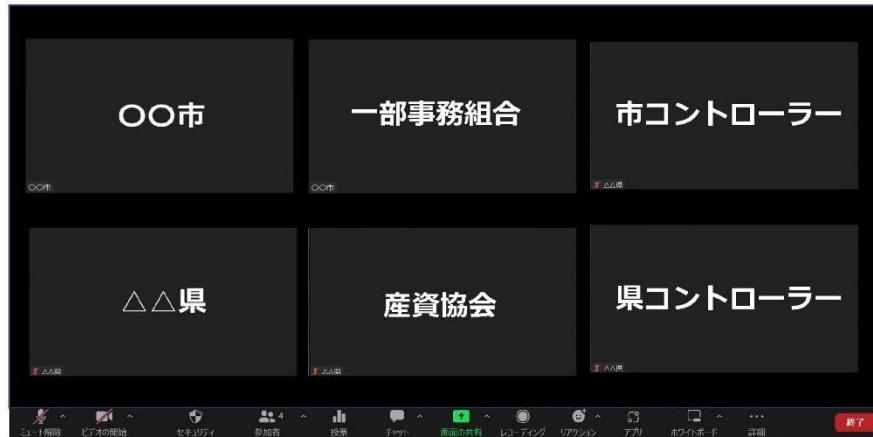 〇〇市
一部事務組合
市コントローラー
〇〇市
〇〇市
△△県
△△県
産資協会
県コントローラー
△△県
△△県
△△県
ミュート解除
ビデオの開始
セキュリティ
参加者
4
投票
チャット
画面の共有
レコーディング
リアクション
アプリ
ホワイトボード
詳細
終了